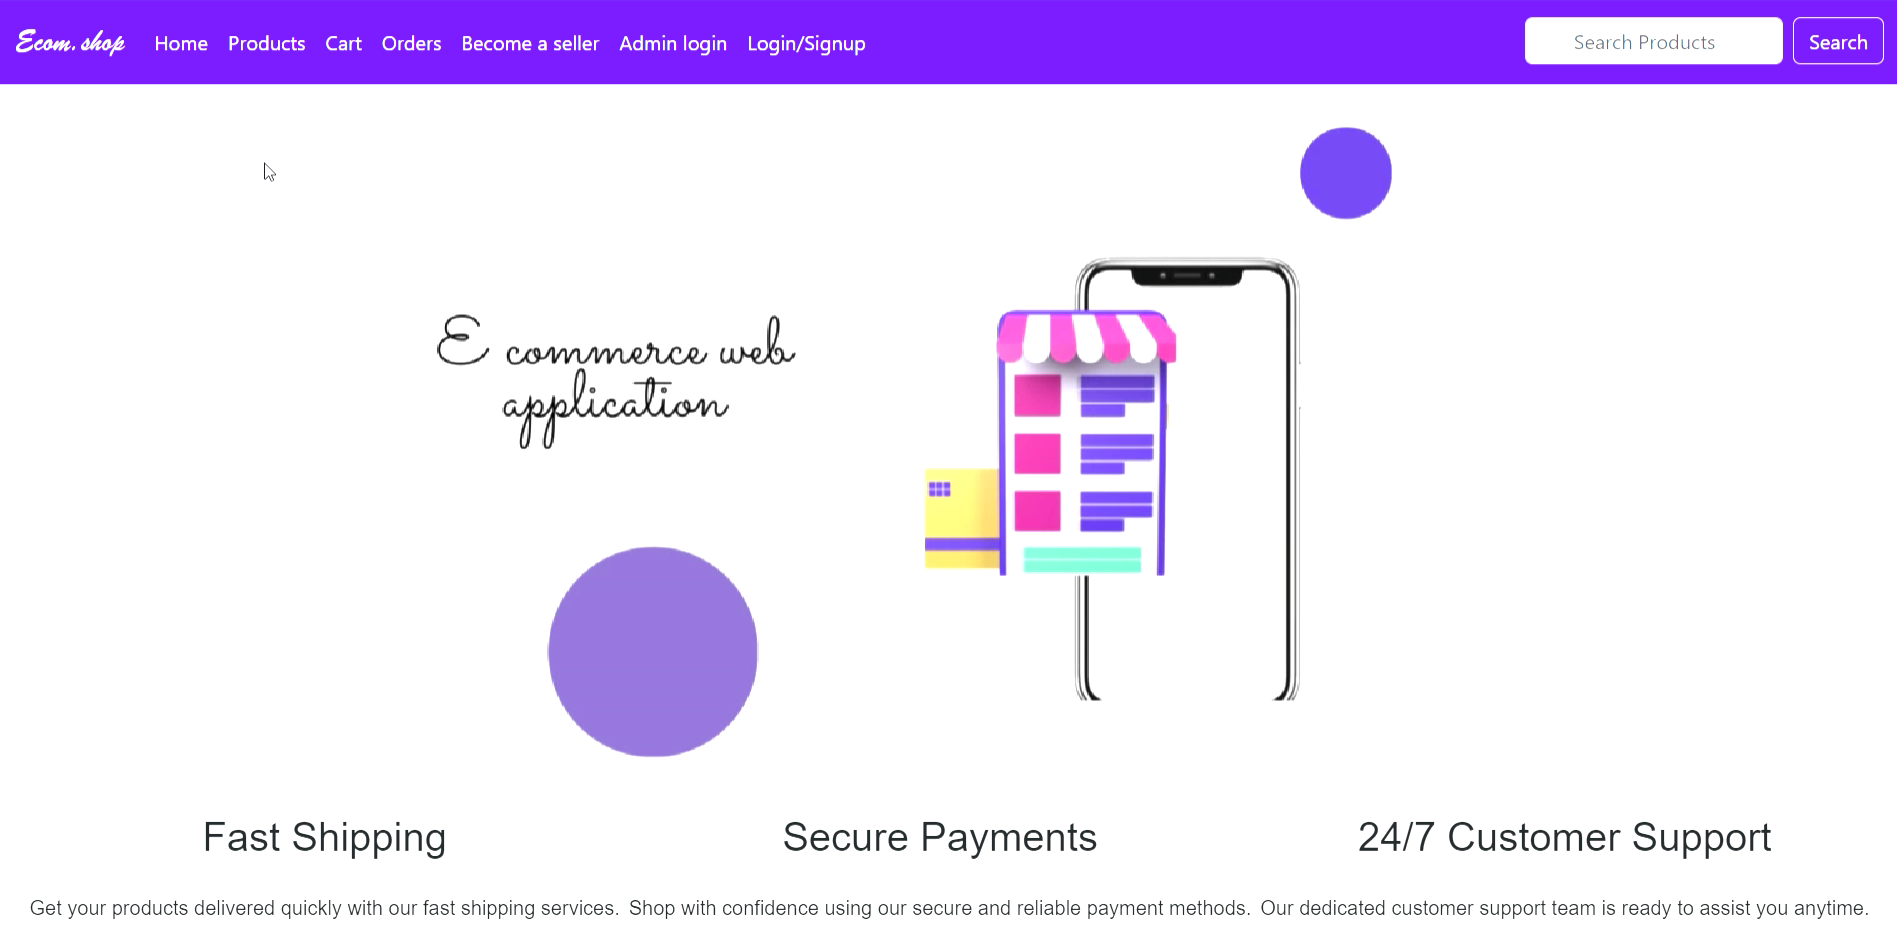 Ecom.shop Home Products Cart Orders Become a seller Admin login Login/Signup Search Products Search
E commerce web
application
Fast Shipping Secure Payments 24/7 Customer Support
Get your products delivered quickly with our fast shipping services. Shop with confidence using our secure and reliable payment methods. Our dedicated customer support team is ready to assist you anytime.